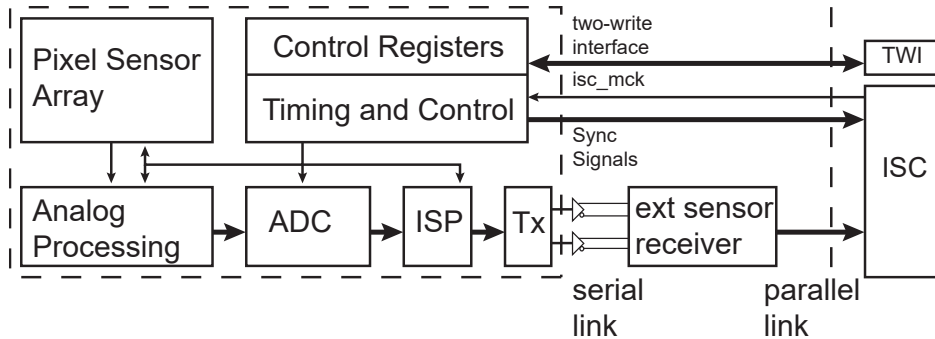 two-write
interface
Pixel Sensor
Array
Control Registers
TWI
isc_mck
Timing and Control
Sync
Signals
ISC
Analog
Processing
ADC
ISP
Tx
ext sensor
receiver
serial
link
parallel
link